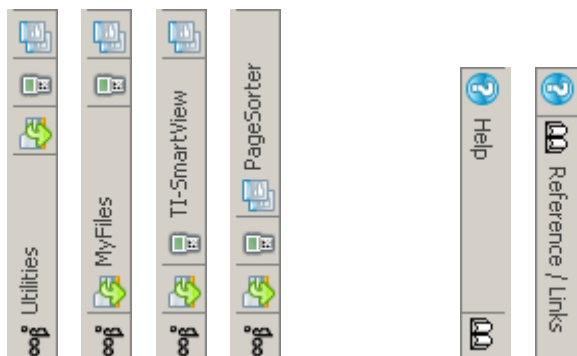 Utilities
MyFiles
TI-SmartView
PageSorter
Help
Reference / Links